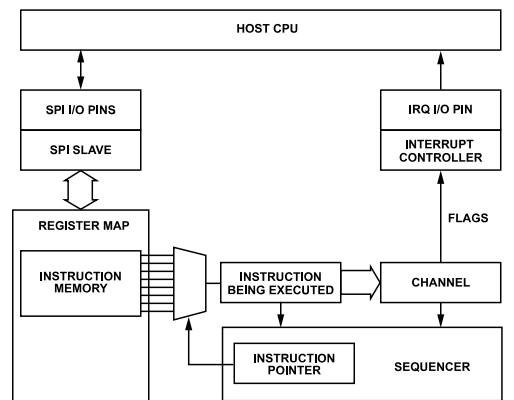 HOST CPU
SPI I/O PINS
SPI SLAVE
IRQ I/O PIN
INTERRUPT
CONTROLLER
FLAGS
REGISTER MAP
INSTRUCTION
MEMORY
INSTRUCTION
BEING EXECUTED
CHANNEL
INSTRUCTION
POINTER
SEQUENCER